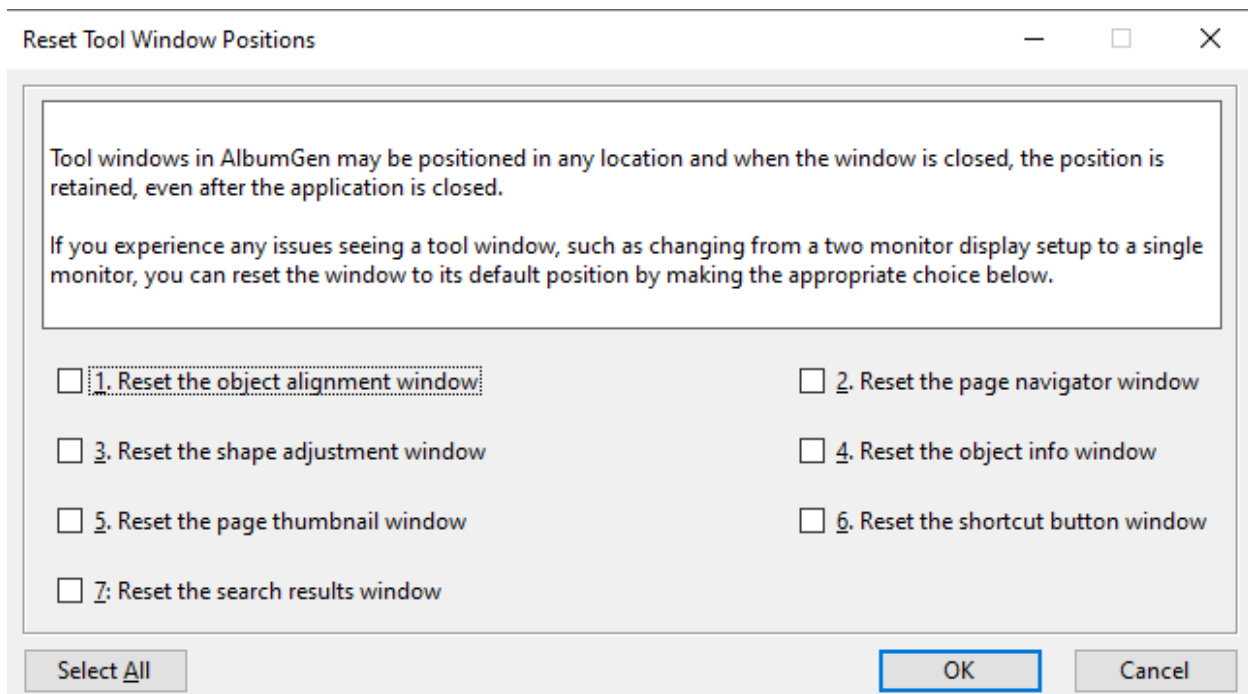 Reset Tool Window Positions
Tool windows in AlbumGen may be positioned in any location and when the window is closed, the position is
retained, even after the application is closed.
If you experience any issues seeing a tool window, such as changing from a two monitor display setup to a single
monitor, you can reset the window to its default position by making the appropriate choice below.
1. Reset the object alignment window
2. Reset the page navigator window
3. Reset the shape adjustment window
4. Reset the object info window
5. Reset the page thumbnail window
6. Reset the shortcut button window
7: Reset the search results window
Select All
OK
Cancel